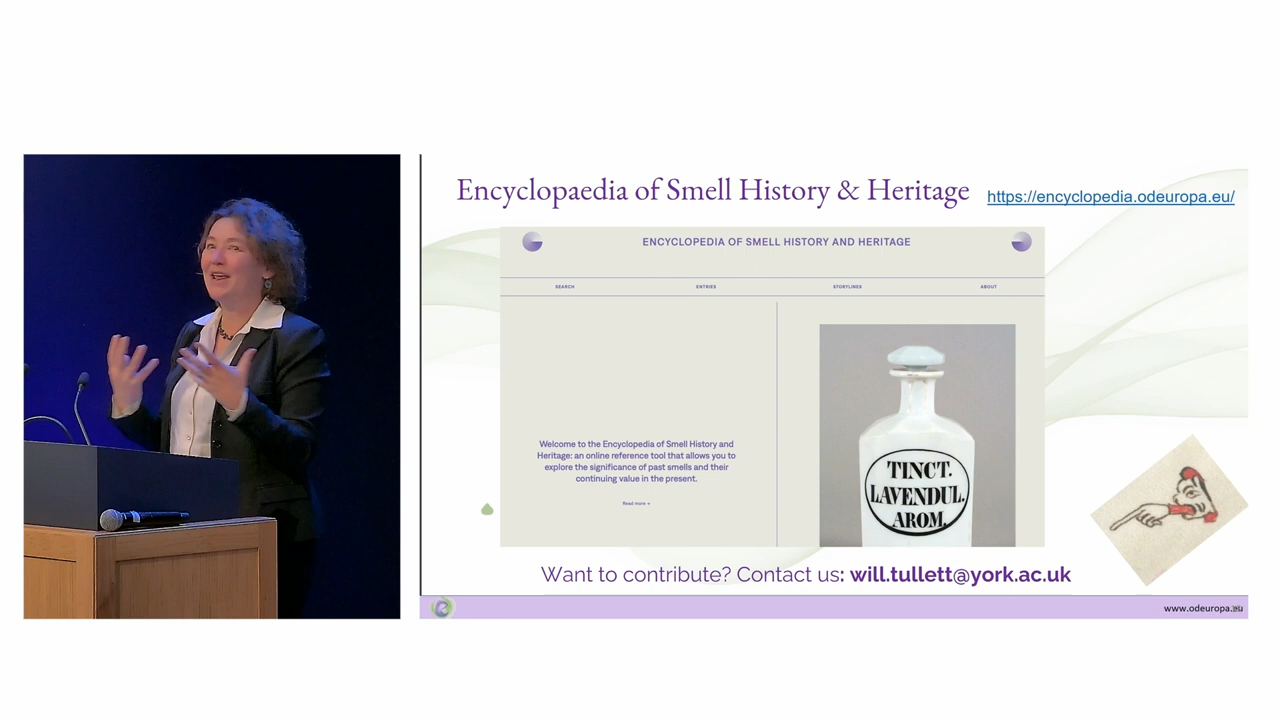 Encyclopaedia of Smell History & Heritage
https://encyclopedia.odeuropa.eu/
ENCYCLOPEDIA OF SMELL HISTORY AND HERITAGE
SEARCH ENTRIES STORYLINES ABOUT
Welcome to the Encyclopedia of Smell History and
Heritage: an online reference tool that allows you to
explore the significance of past smells and their
continuing value in the present.
Read more →
TINCT.
LAVENDUL.
AROM.
Want to contribute? Contact us: will.tullett@york.ac.uk
www.odeuropa.eu